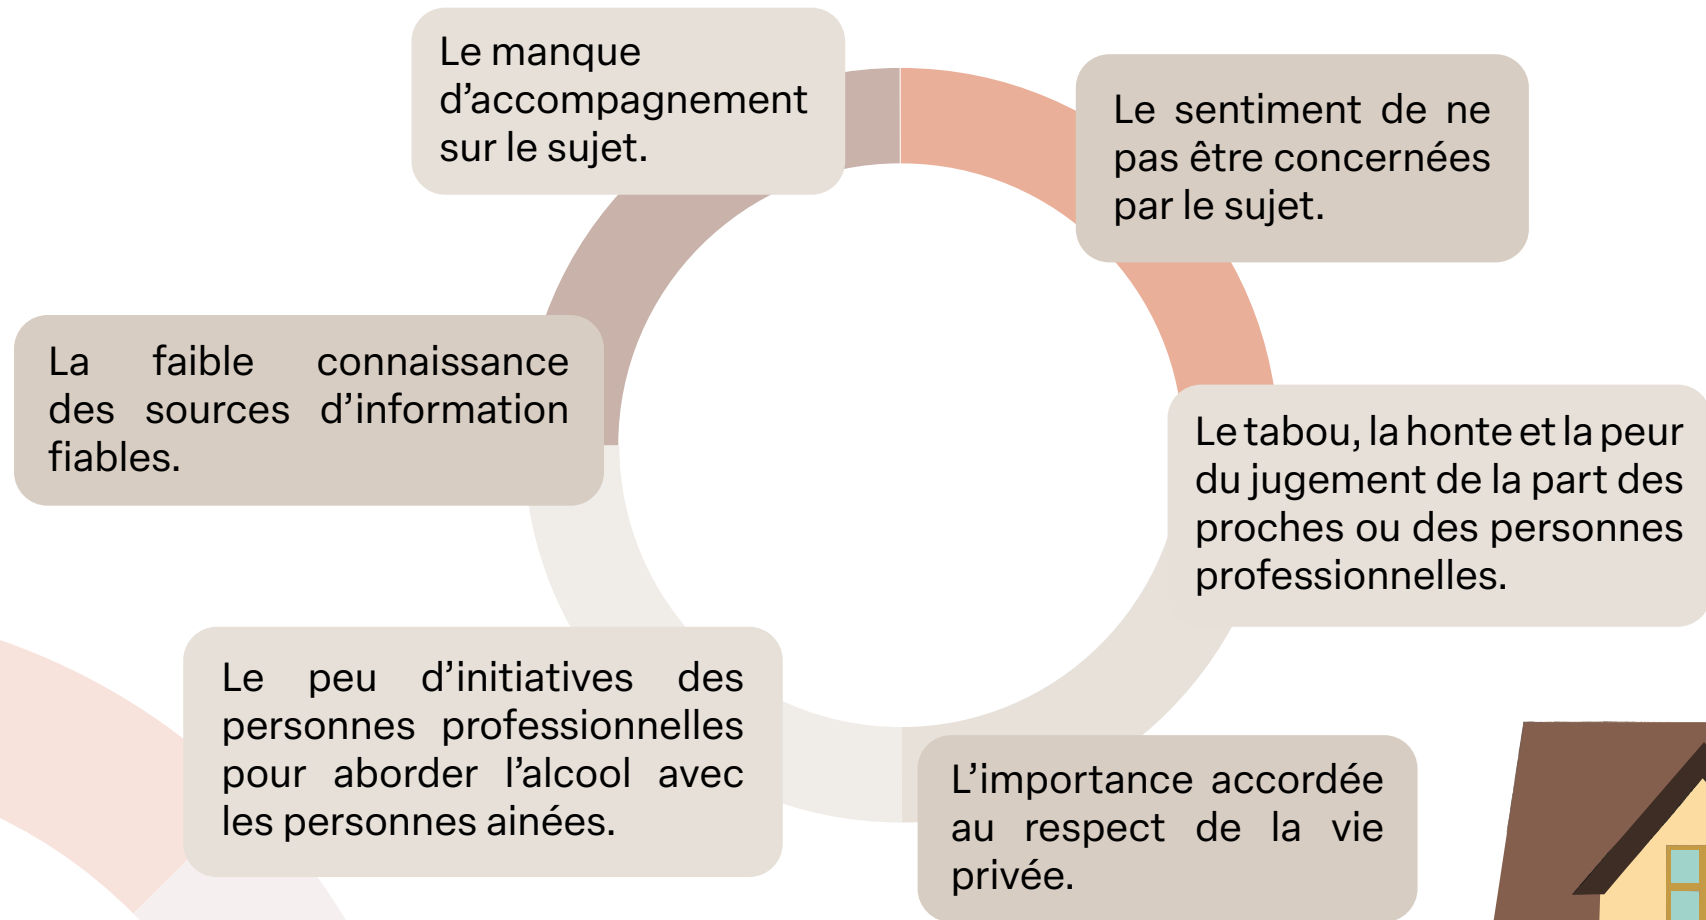 Le manque
d’accompagnement
sur le sujet.
Le sentiment de ne
pas être concernées
par le sujet.
La faible connaissance
des sources d’information
fiables.
Le tabou, la honte et la peur
du jugement de la part des
proches ou des personnes
professionnelles.
Le peu d’initiatives des
personnes professionnelles
pour aborder l’alcool avec
les personnes ainées.
L’importance accordée
au respect de la vie
privée.